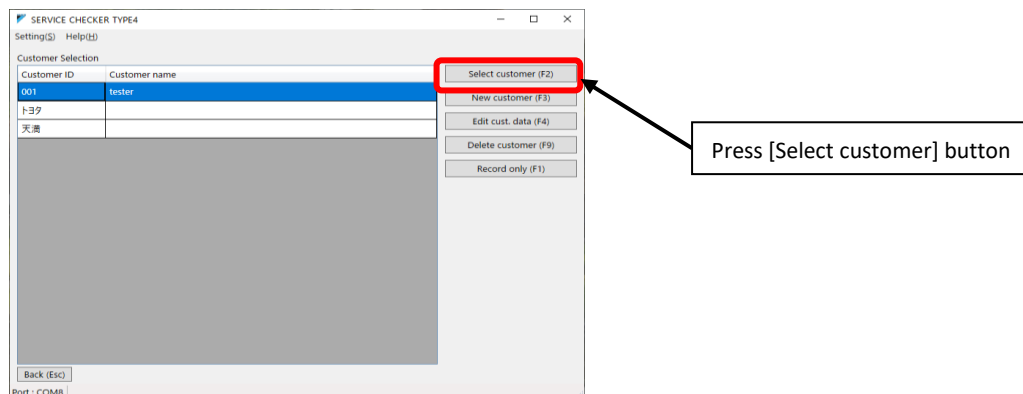 SERVICE CHECKER TYPE4
Setting(S) Help(H)
Customer Selection
Customer ID Customer name
001 tester
トヨタ
天満
Select customer (F2)
New customer (F3)
Edit cust. data (F4)
Delete customer (F9)
Record only (F1)
Press [Select customer] button
Back (Esc)
Port : COM8